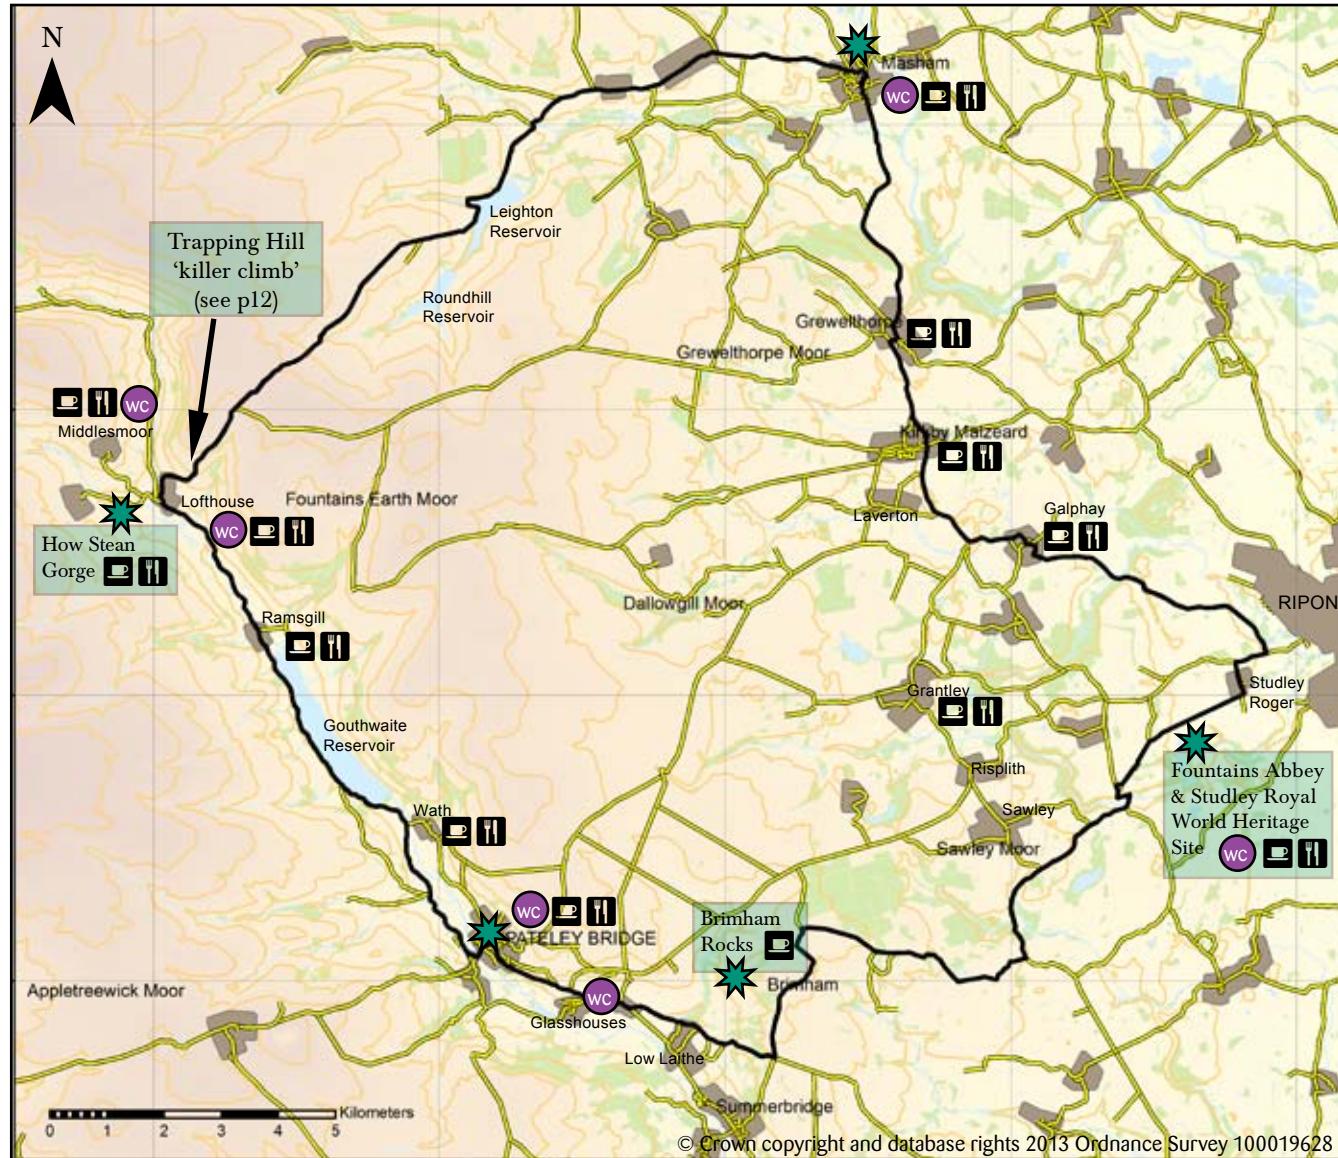 N
Masham
WC
Leighton
Reservoir
Trapping Hill
‘killer climb’
(see p12)
Roundhill
Reservoir
Grewelthorpe
Grewelthorpe Moor
WC
Middlesmoor
Kirkby Malzeard
Lofthouse
Fountains Earth Moor
WC
Laverton
Galphay
How Stean
Gorge
Dallowgill Moor
RIPON
Ramsgill
Grantley
Studley
Roger
Gouthwaite
Reservoir
Risplith
Fountains Abbey
& Studley Royal
World Heritage
Site WC
Wath
Sawley
Sawley Moor
WC
PATELEY BRIDGE
Brimham
Rocks
Brimham
Appletreewick Moor
WC
Glasshouses
Low Laithe
Summerbridge
Kilometers
0 1 2 3 4 5
© Crown copyright and database rights 2013 Ordnance Survey 100019628